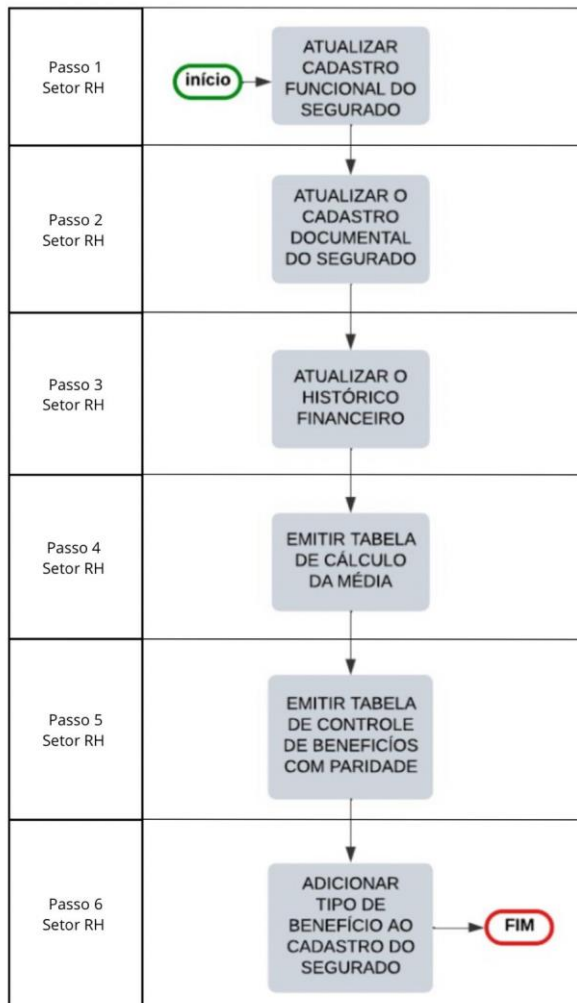 Passo 1
Setor RH
início
ATUALIZAR
CADASTRO
FUNCIONAL DO
SEGURADO
Passo 2
Setor RH
ATUALIZAR O
CADASTRO
DOCUMENTAL
DO SEGURADO
Passo 3
Setor RH
ATUALIZAR O
HISTÓRICO
FINANCEIRO
Passo 4
Setor RH
EMITIR TABELA
DE CÁLCULO
DA MÉDIA
Passo 5
Setor RH
EMITIR TABELA
DE CONTROLE
DE BENEFICÍOS
COM PARIDADE
Passo 6
Setor RH
ADICIONAR
TIPO DE
BENEFÍCIO AO
CADASTRO DO
SEGURADO
FIM